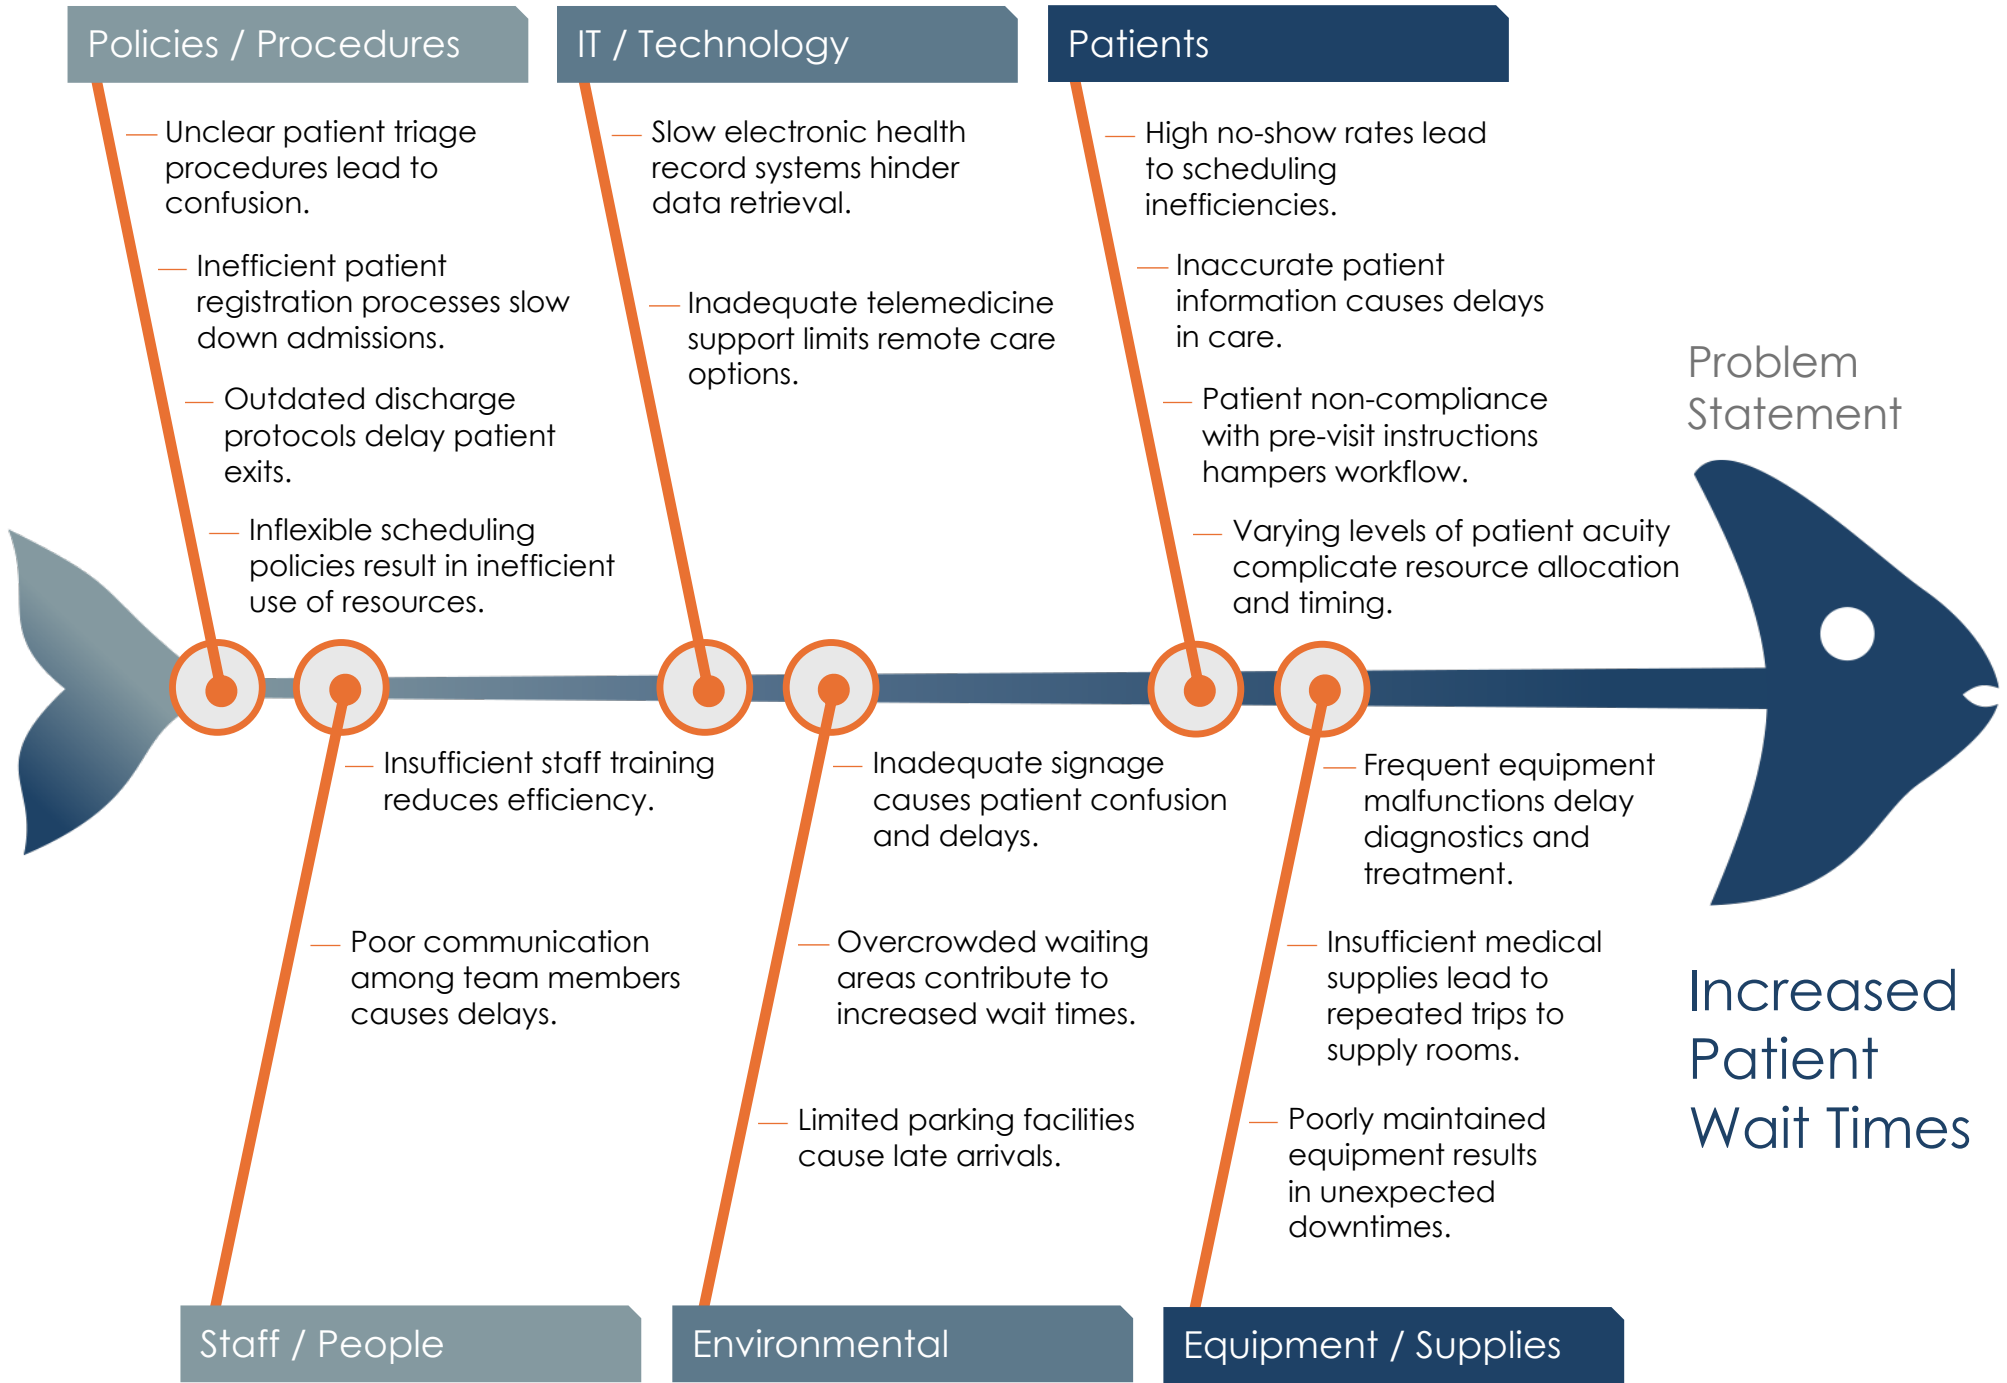 Policies / Procedures
Unclear patient triage
procedures lead to
confusion.
Inefficient patient
registration processes slow
down admissions.
Outdated discharge
protocols delay patient
exits.
Inflexible scheduling
policies result in inefficient
use of resources.
IT / Technology
Slow electronic health
record systems hinder
data retrieval.
Inadequate telemedicine
support limits remote care
options.
Patients
High no-show rates lead
to scheduling
inefficiencies.
Inaccurate patient
information causes delays
in care.
Patient non-compliance
with pre-visit instructions
hampers workflow.
Varying levels of patient acuity
complicate resource allocation
and timing.
Problem
Statement
Insufficient staff training
reduces efficiency.
Poor communication
among team members
causes delays.
Staff / People
Inadequate signage
causes patient confusion
and delays.
Overcrowded waiting
areas contribute to
increased wait times.
Limited parking facilities
cause late arrivals.
Environmental
Frequent equipment
malfunctions delay
diagnostics and
treatment.
Insufficient medical
supplies lead to
repeated trips to
supply rooms.
Poorly maintained
equipment results
in unexpected
downtimes.
Equipment / Supplies
Increased
Patient
Wait Times